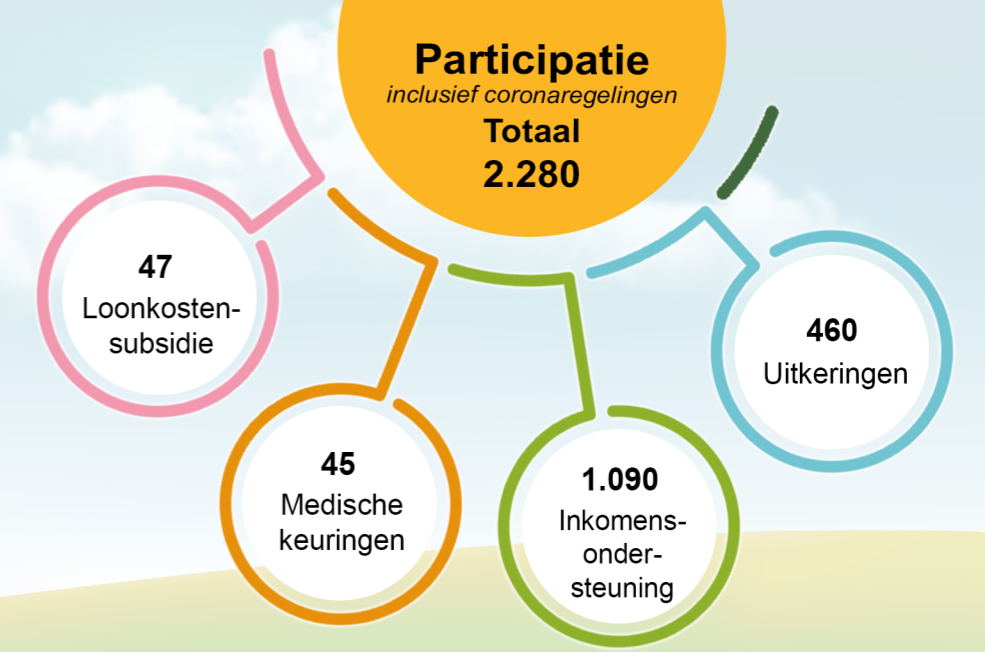 Participatie
inclusief coronaregelingen
Totaal
2.280
47
Loonkosten-
subsidie
45
Medische
keuringen
1.090
Inkomens-
onder-
steuning
460
Uitkeringen